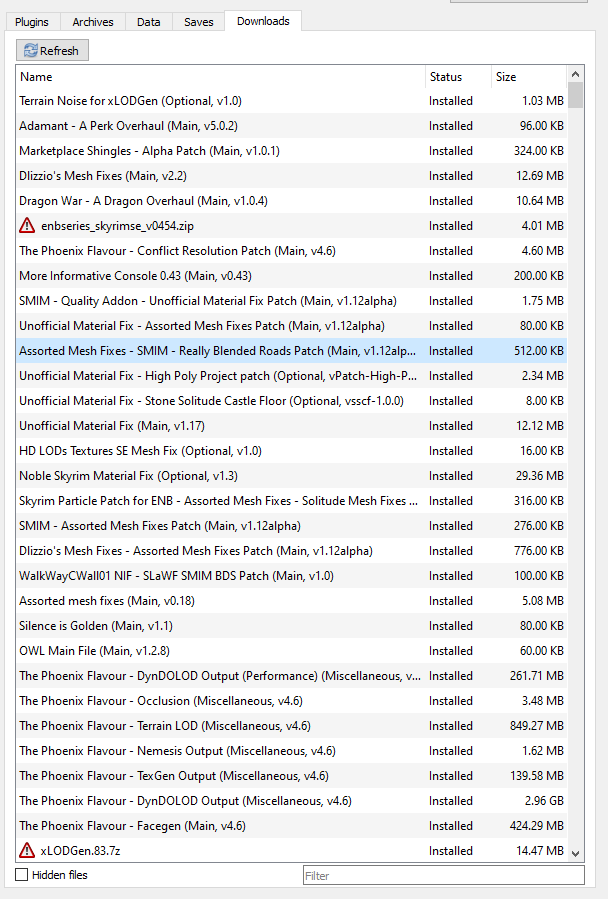 Plugins Archives Data Saves Downloads
Refresh
Name Status Size
Terrain Noise for xLODGen (Optional, v1.0) Installed 1.03 MB
Adamant - A Perk Overhaul (Main, v5.0.2) Installed 96.00 KB
Marketplace Shingles - Alpha Patch (Main, v1.0.1) Installed 324.00 KB
Dlizzio's Mesh Fixes (Main, v2.2) Installed 12.69 MB
Dragon War - A Dragon Overhaul (Main, v1.0.4) Installed 10.64 MB
enbseries_skyrimse_v0454.zip Installed 4.01 MB
The Phoenix Flavour - Conflict Resolution Patch (Main, v4.6) Installed 4.60 MB
More Informative Console 0.43 (Main, v0.43) Installed 200.00 KB
SMIM - Quality Addon - Unofficial Material Fix Patch (Main, v1.12alpha) Installed 1.75 MB
Unofficial Material Fix - Assorted Mesh Fixes Patch (Main, v1.12alpha) Installed 80.00 KB
Assorted Mesh Fixes - SMIM - Really Blended Roads Patch (Main, v1.12alp... Installed 512.00 KB
Unofficial Material Fix - High Poly Project patch (Optional, vPatch-High-P... Installed 2.34 MB
Unofficial Material Fix - Stone Solitude Castle Floor (Optional, vsscf-1.0.0) Installed 8.00 KB
Unofficial Material Fix (Main, v1.17) Installed 12.12 MB
HD LODs Textures SE Mesh Fix (Optional, v1.0) Installed 16.00 KB
Noble Skyrim Material Fix (Optional, v1.3) Installed 29.36 MB
Skyrim Particle Patch for ENB - Assorted Mesh Fixes - Solitude Mesh Fixes ... Installed 316.00 KB
SMIM - Assorted Mesh Fixes Patch (Main, v1.12alpha) Installed 276.00 KB
Dlizzio's Mesh Fixes - Assorted Mesh Fixes Patch (Main, v1.12alpha) Installed 776.00 KB
WalkWayCWall01 NIF - SLaWF SMIM BDS Patch (Main, v1.0) Installed 100.00 KB
Assorted mesh fixes (Main, v0.18) Installed 5.08 MB
Silence is Golden (Main, v1.1) Installed 80.00 KB
OWL Main File (Main, v1.2.8) Installed 60.00 KB
The Phoenix Flavour - DynDOLOD Output (Performance) (Miscellaneous, v... Installed 261.71 MB
The Phoenix Flavour - Occlusion (Miscellaneous, v4.6) Installed 3.48 MB
The Phoenix Flavour - Terrain LOD (Miscellaneous, v4.6) Installed 849.27 MB
The Phoenix Flavour - Nemesis Output (Miscellaneous, v4.6) Installed 1.62 MB
The Phoenix Flavour - TexGen Output (Miscellaneous, v4.6) Installed 139.58 MB
The Phoenix Flavour - DynDOLOD Output (Miscellaneous, v4.6) Installed 2.96 GB
The Phoenix Flavour - Facegen (Main, v4.6) Installed 424.29 MB
xLODGen.83.7z Installed 14.47 MB
Hidden files Filter